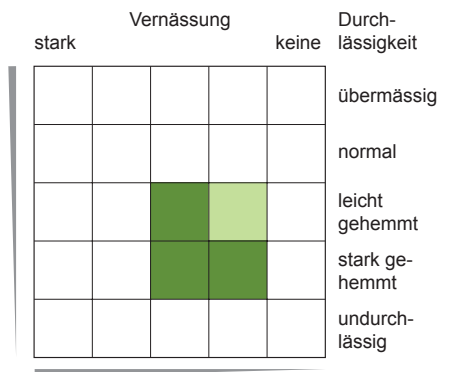 Vernässung
Durch-
lässigkeit
stark
keine
übermässig
normal
leicht
gehemmt
stark ge-
hemmt
undurch-
lässig